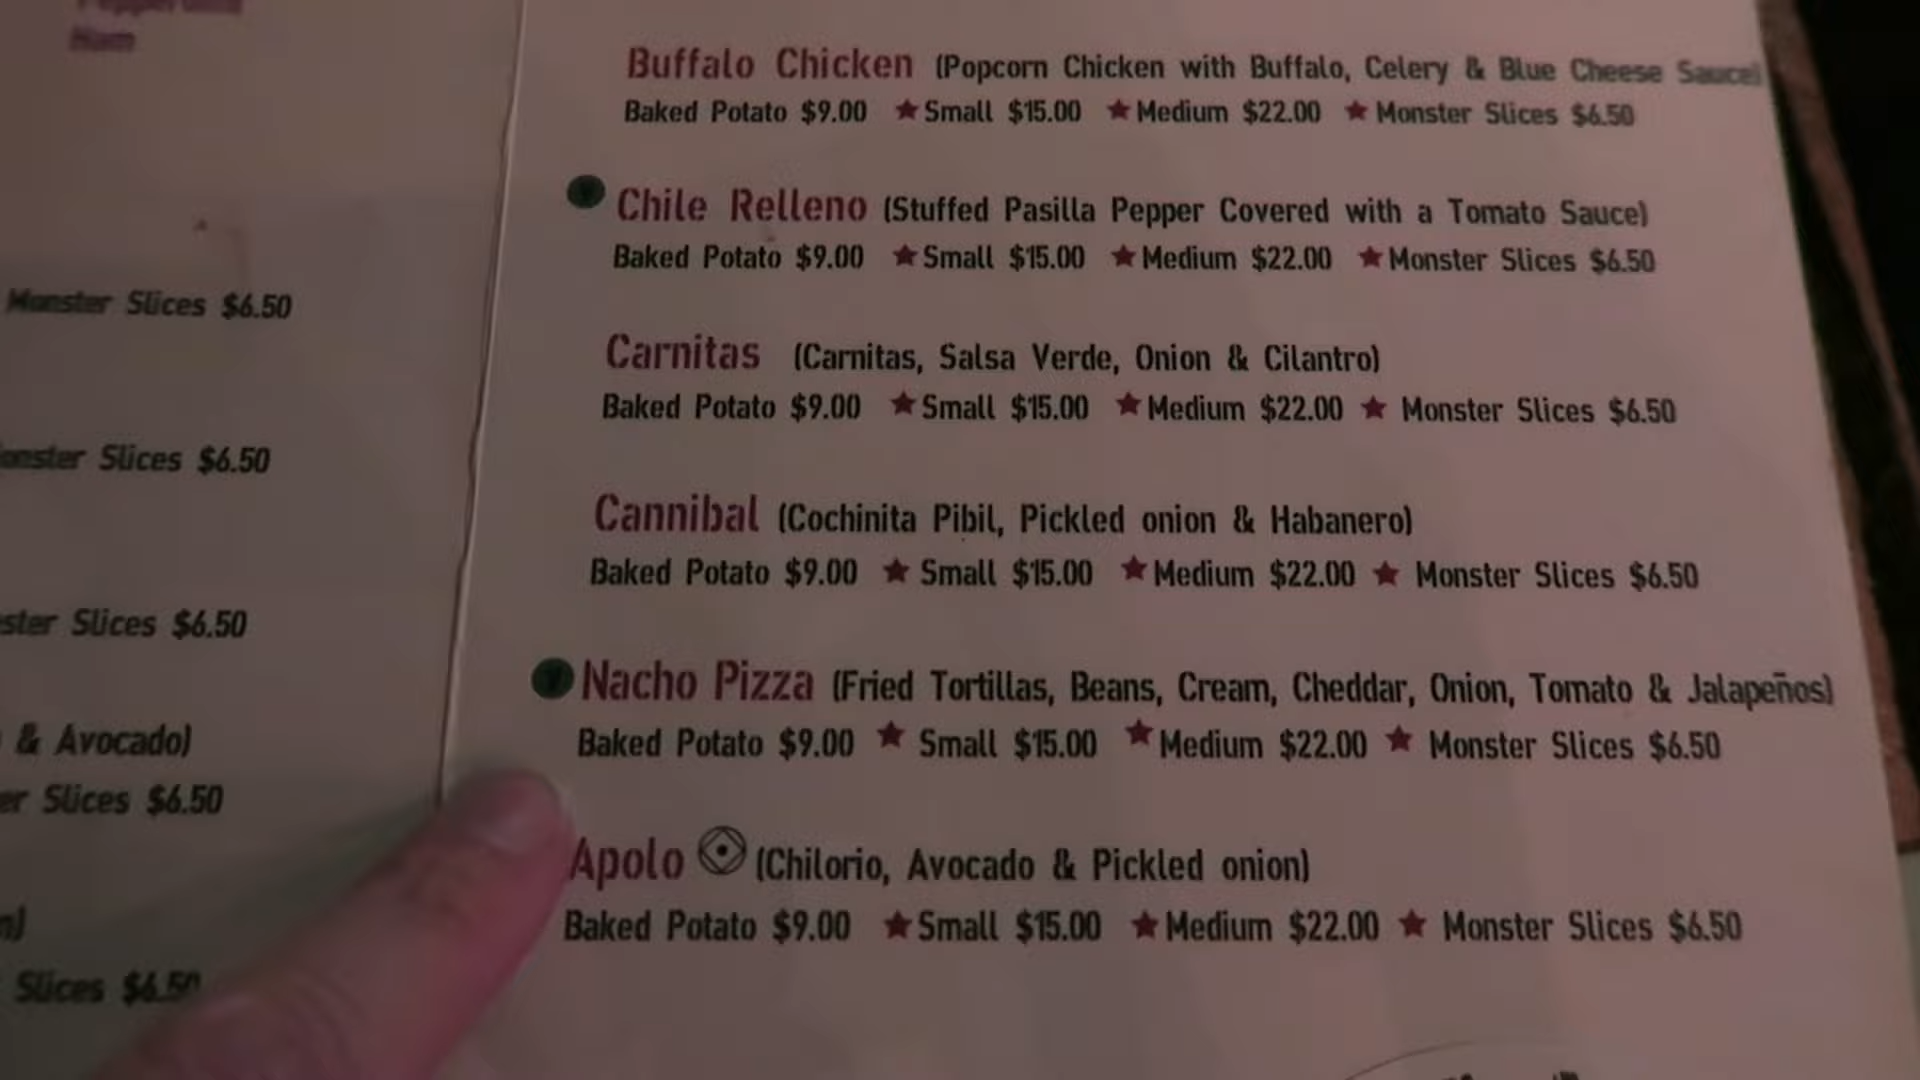 Ham
Monster Slices $6.50
Slices $6.50
Slices $6.50
& Avocado)
Slices $6.50
Slices $6.50
Buffalo Chicken (Popcorn Chicken with Buffalo, Celery & Blue Cheese Sauce)
Baked Potato $9.00 ★ Small $15.00 ★ Medium $22.00 ★ Monster Slices $6.50
Chile Relleno (Stuffed Pasilla Pepper Covered with a Tomato Sauce)
Baked Potato $9.00 ★ Small $15.00 ★ Medium $22.00 ★ Monster Slices $6.50
Carnitas (Carnitas, Salsa Verde, Onion & Cilantro)
Baked Potato $9.00 ★ Small $15.00 ★ Medium $22.00 ★ Monster Slices $6.50
Cannibal (Cochinita Pibil, Pickled onion & Habanero)
Baked Potato $9.00 ★ Small $15.00 ★ Medium $22.00 ★ Monster Slices $6.50
Nacho Pizza (Fried Tortillas, Beans, Cream, Cheddar, Onion, Tomato & Jalapeños)
Baked Potato $9.00 ★ Small $15.00 ★ Medium $22.00 ★ Monster Slices $6.50
Apolo (Chilorio, Avocado & Pickled onion)
Baked Potato $9.00 ★ Small $15.00 ★ Medium $22.00 ★ Monster Slices $6.50